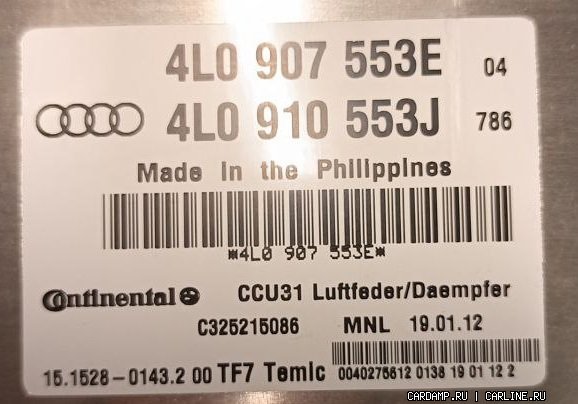 4L0 907 553E 04
4L0 910 553J 786
Made in the Philippines
*4L0 907 553E*
Continental CCU31 Luftfeder/Daempfer
C325215086 MNL 19.01.12
15.1528-0143.2 00 TF7 Temic 0040275612 0138 19 01 12 2
CARDAMP.RU | CARLINE.RU